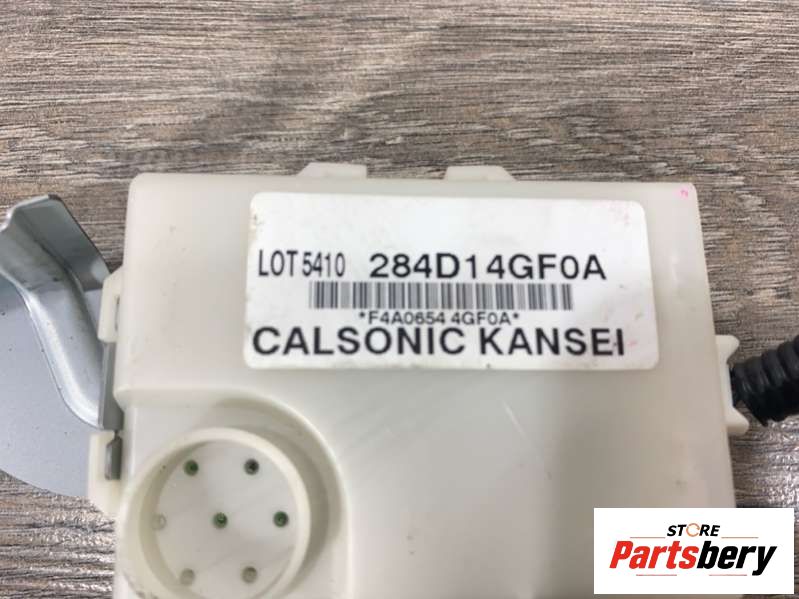 LOT 5410 284D14GF0A
*F4A0654 4GF0A*
CALSONIC KANSEI
STORE
Partsbery